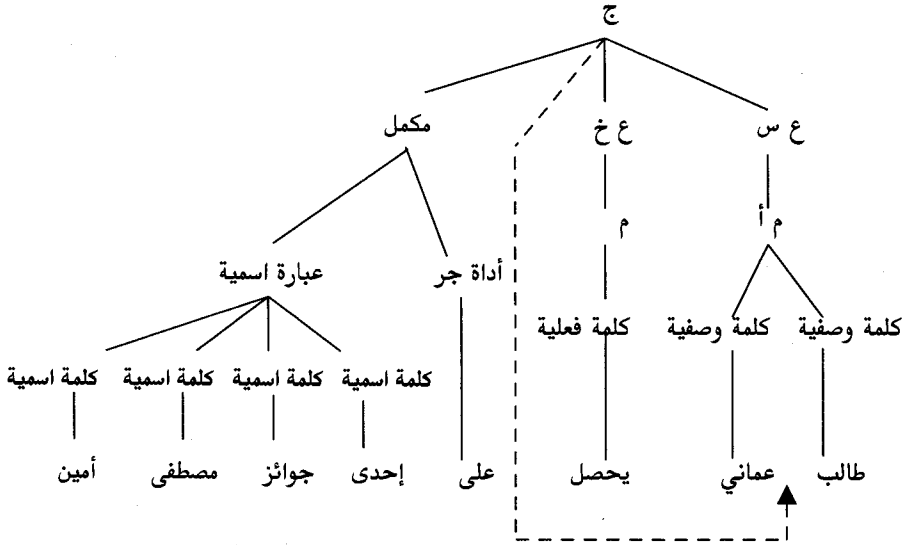 ج
ع س ع خ مكمل
م أ م
أداة جر عبارة اسمية
كلمة وصفية كلمة وصفية كلمة فعلية
كلمة اسمية كلمة اسمية كلمة اسمية كلمة اسمية
طالب عماني يحصل على إحدى جوائز مصطفى أمين